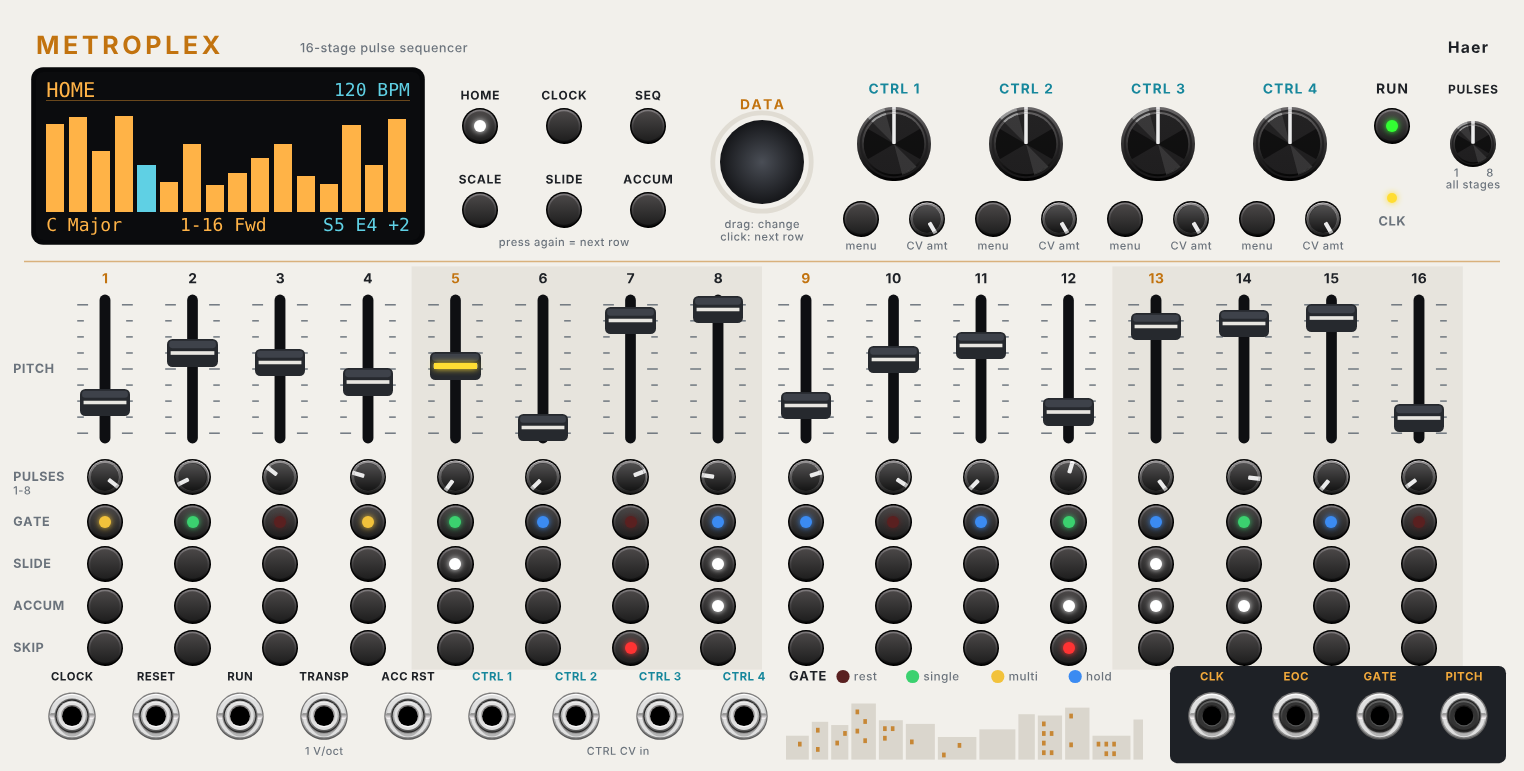 METROPLEX
16-stage pulse sequencer
Haer
HOME 120 BPM
C Major 1-16 Fwd S5 E4 +2
HOME CLOCK SEQ
SCALE SLIDE ACCUM
press again = next row
DATA
drag: change
click: next row
CTRL 1 CTRL 2 CTRL 3 CTRL 4
menu CV amt menu CV amt menu CV amt menu CV amt
RUN
CLK
PULSES
1 8
all stages
1 2 3 4 5 6 7 8 9 10 11 12 13 14 15 16
PITCH
PULSES
1-8
GATE
SLIDE
ACCUM
SKIP
CLOCK RESET RUN TRANSP ACC RST CTRL 1 CTRL 2 CTRL 3 CTRL 4
1 V/oct CTRL CV in
GATE rest single multi hold
CLK EOC GATE PITCH